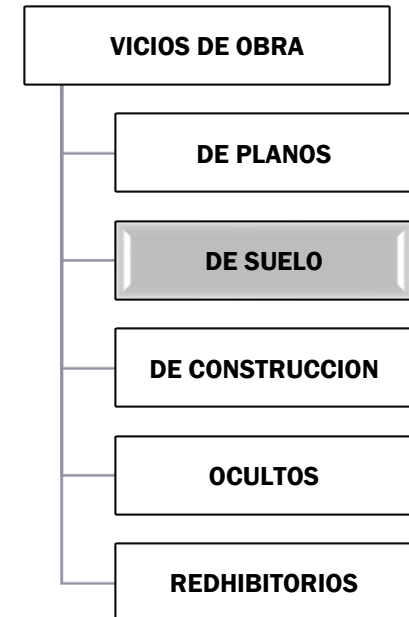 VICIOS DE OBRA
DE PLANOS
DE SUELO
DE CONSTRUCCION
OCULTOS
REDHIBITORIOS